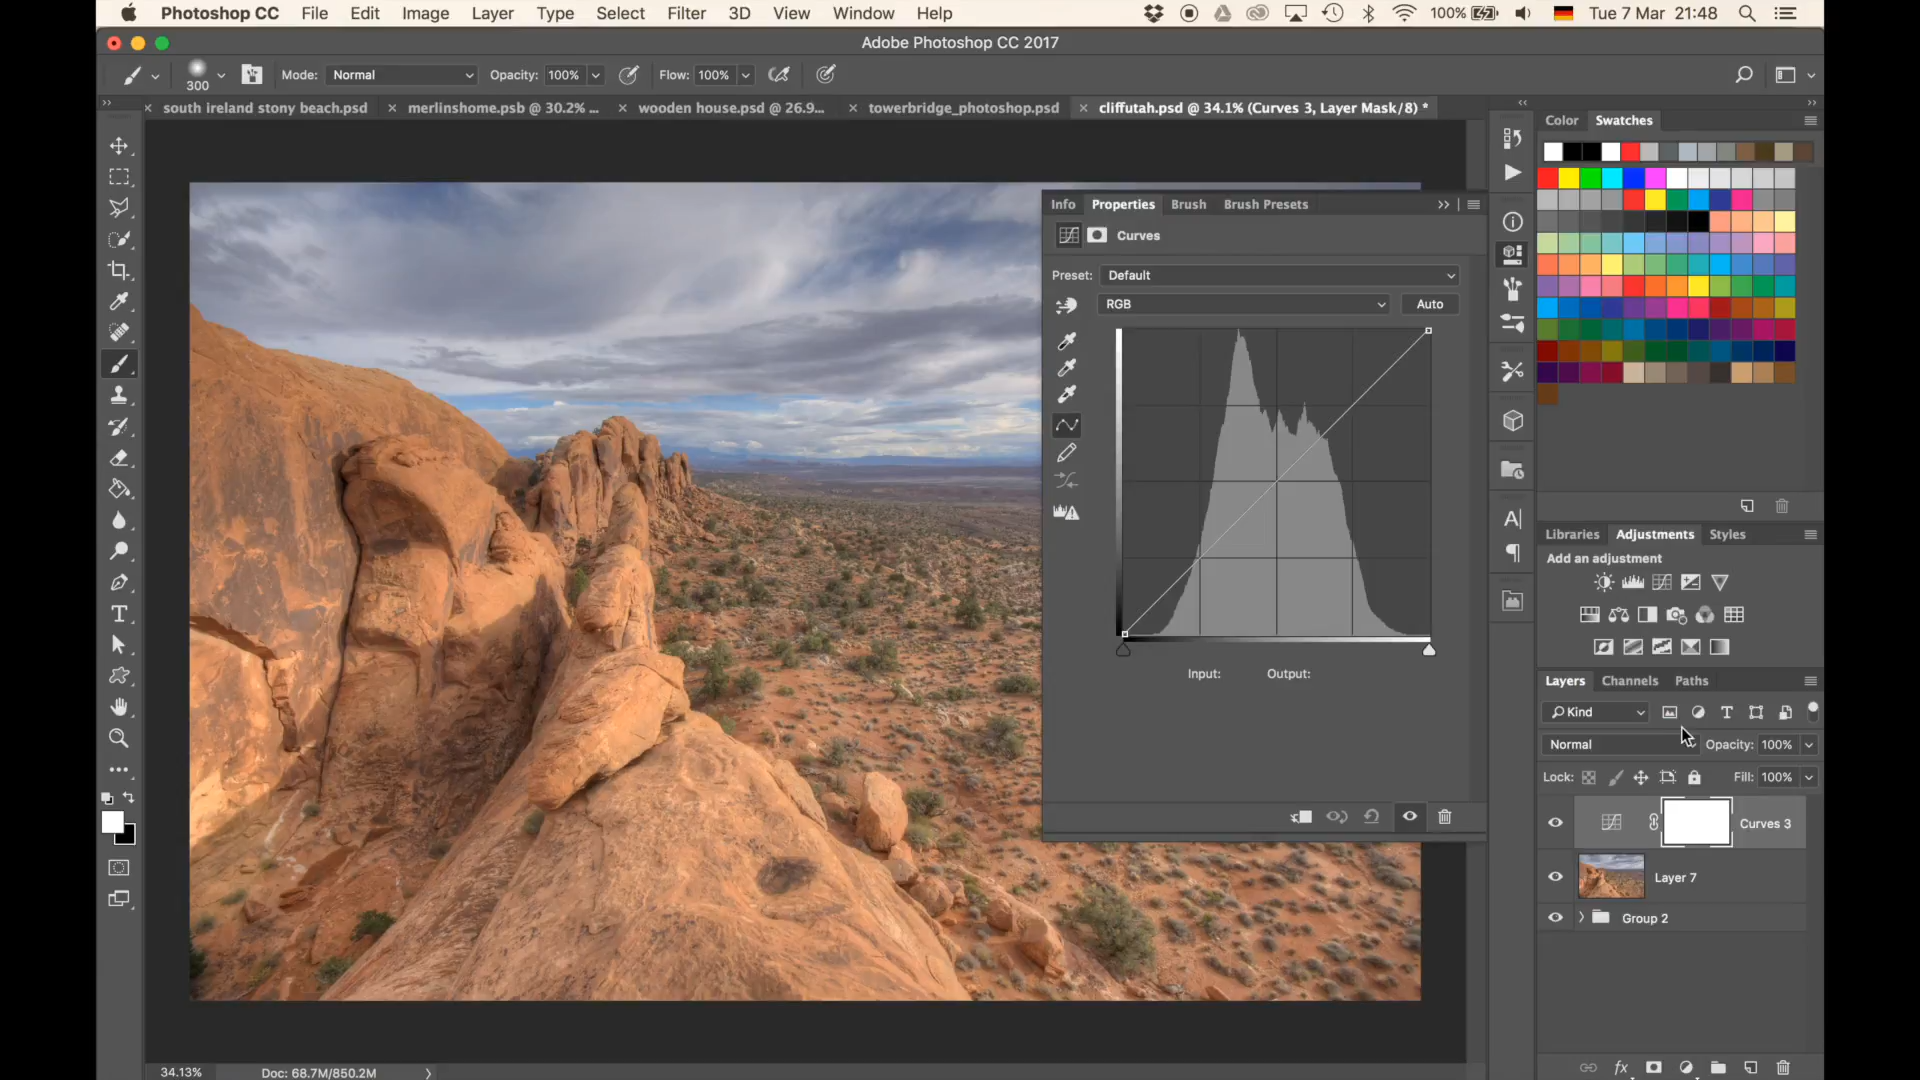 Photoshop CC File Edit Image Layer Type Select Filter 3D View Window Help 100% Tue 7 Mar 21:48
Adobe Photoshop CC 2017
300 Mode: Normal Opacity: 100% Flow: 100%
south ireland stony beach.psd merlinshome.psb @ 30.2% ... wooden house.psd @ 26.9... towerbridge_photoshop.psd cliffutah.psd @ 34.1% (Curves 3, Layer Mask/8) *
Color Swatches
Info Properties Brush Brush Presets
Curves
Preset: Default
RGB Auto
Input: Output:
Libraries Adjustments Styles
Add an adjustment
Layers Channels Paths
Kind
Normal Opacity: 100%
Lock: Fill: 100%
Curves 3
Layer 7
Group 2
34.13% Doc: 68.7M/850.2M